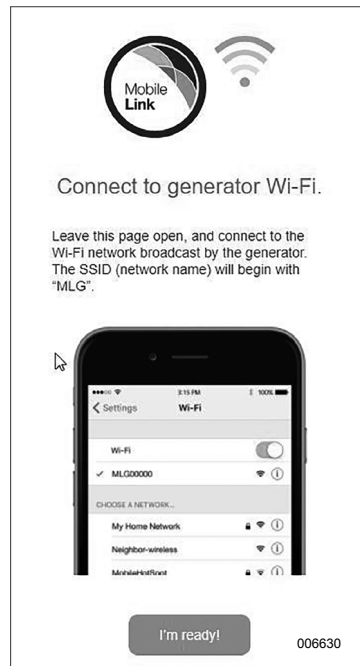 Mobile
Link
Connect to generator Wi-Fi.
Leave this page open, and connect to the
Wi-Fi network broadcast by the generator.
The SSID (network name) will begin with
“MLG”.
3:15 PM
100%
Settings
Wi-Fi
Wi-Fi
MLG00000
CHOOSE A NETWORK...
My Home Network
Neighbor-wireless
MobileHotSpot
I'm ready!
006630